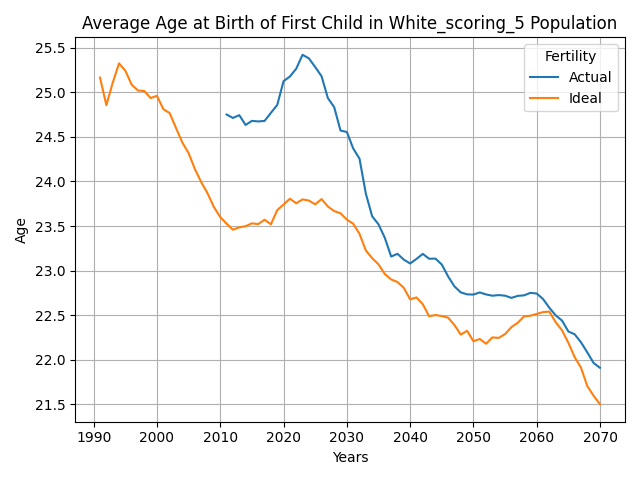 Average Age at Birth of First Child in White_scoring_5 Population
Fertility
Actual
Ideal
Age
25.5
25.0
24.5
24.0
23.5
23.0
22.5
22.0
21.5
1990 2000 2010 2020 2030 2040 2050 2060 2070
Years